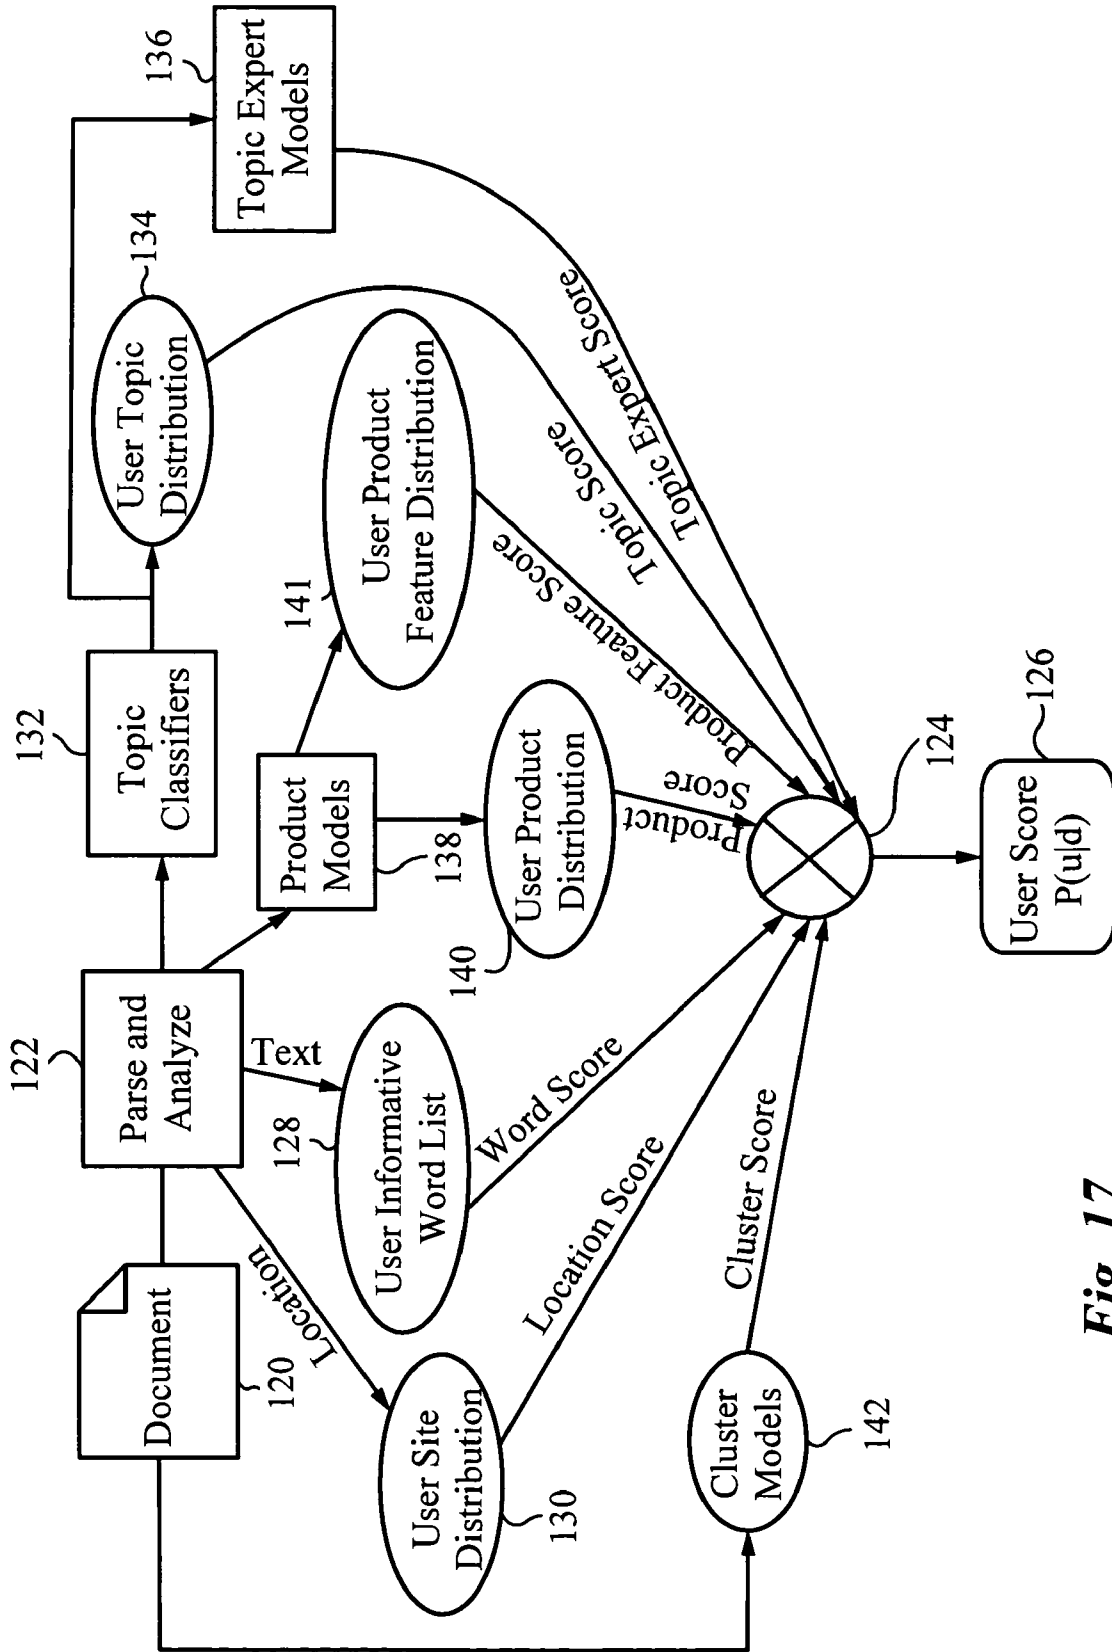 122
Parse and
Analyze
132
Topic
Classifiers
User Topic
Distribution
134
136
Topic Expert
Models
Document
120
Location
Text
128
User Informative
Word List
Product
Models
138
141
User Product
Feature Distribution
User Site
Distribution
130
140
User Product
Distribution
Cluster
Models
142
Cluster Score
Location Score
Word Score
Product
Score
Product Feature Score
Topic Score
Topic Expert Score
124
User Score
P(u|d)
126
Fig. 17